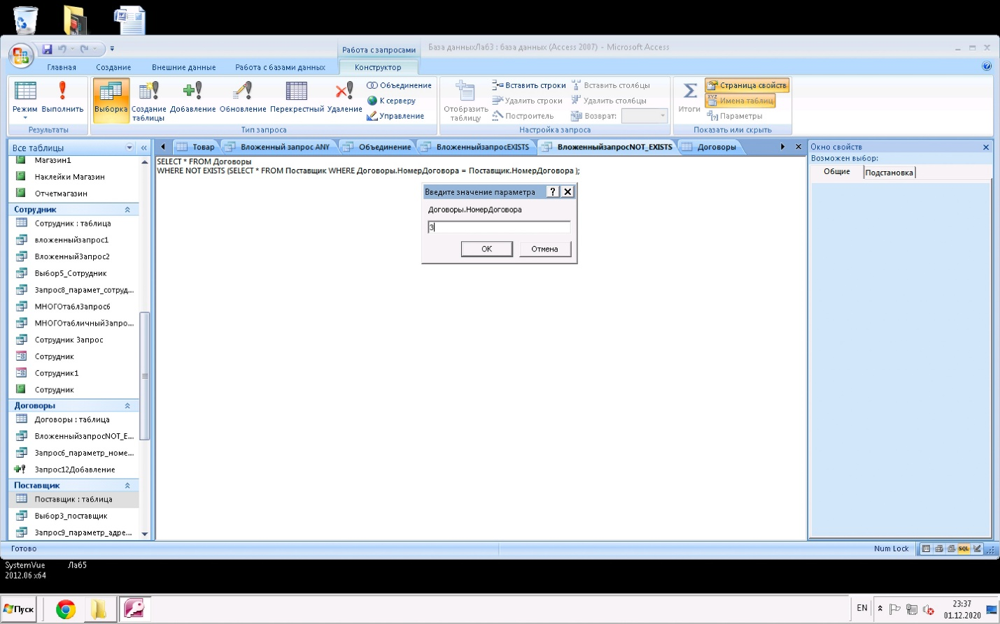 Работа с запросами
База данныхЛаб3 : база данных (Access 2007) - Microsoft Access
Главная
Создание
Внешние данные
Работа с базами данных
Конструктор
Режим
Выполнить
Результаты
Выборка
Создание таблицы
Добавление
Обновление
Перекрестный
Удаление
Объединение
К серверу
Управление
Тип запроса
Отобразить таблицу
Вставить строки
Удалить строки
Построитель
Вставить столбцы
Удалить столбцы
Возврат:
Настройка запроса
Итоги
Страница свойств
Имена таблиц
Параметры
Показать или скрыть
Все таблицы
Магазин1
Наклейки Магазин
Отчетмагазин
Сотрудник
Сотрудник : таблица
вложенныйзапрос1
ВложенныйЗапрос2
Выбор5_Сотрудник
Запрос8_парамет_сотруд...
МНОГОтаблЗапрос6
МНОГОтабличныйЗапро...
Сотрудник Запрос
Сотрудник
Сотрудник1
Сотрудник
Договоры
Договоры : таблица
ВложенныйзапросNOT_E...
Запрос6_параметр_номе...
Запрос12Добавление
Поставщик
Поставщик : таблица
Выбор3_поставщик
Запрос9_параметр_адре...
Товар
Вложенный запрос ANY
Объединение
ВложенныйзапросEXISTS
ВложенныйзапросNOT_EXISTS
Договоры
SELECT * FROM Договоры
WHERE NOT EXISTS (SELECT * FROM Поставщик WHERE Договоры.НомерДоговора = Поставщик.НомерДоговора );
Введите значение параметра
Договоры.НомерДоговора
3
ОК
Отмена
Окно свойств
Возможен выбор:
Общие
Подстановка
Готово
Num Lock
SQL
SystemVue
2012.06 x64
Лаб5
Пуск
EN
23:37
01.12.2020